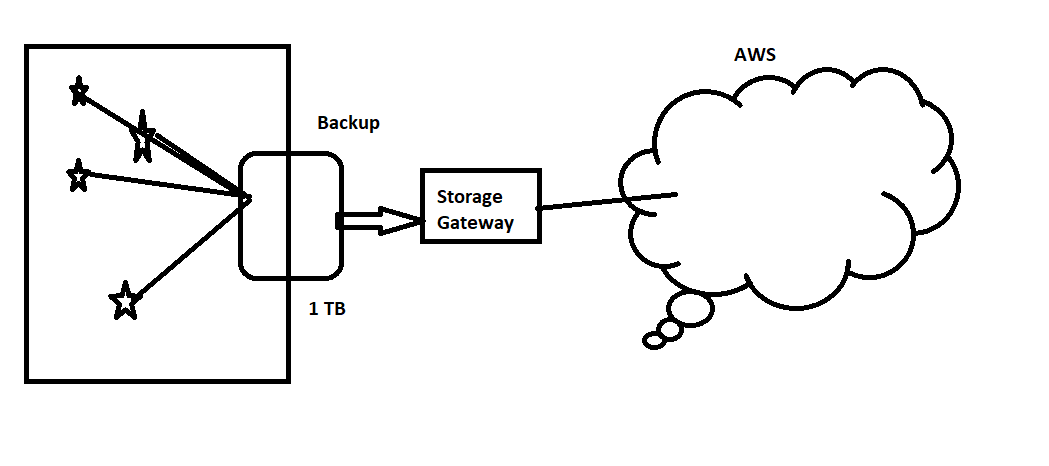 AWS
Backup
Storage
Gateway
1 TB